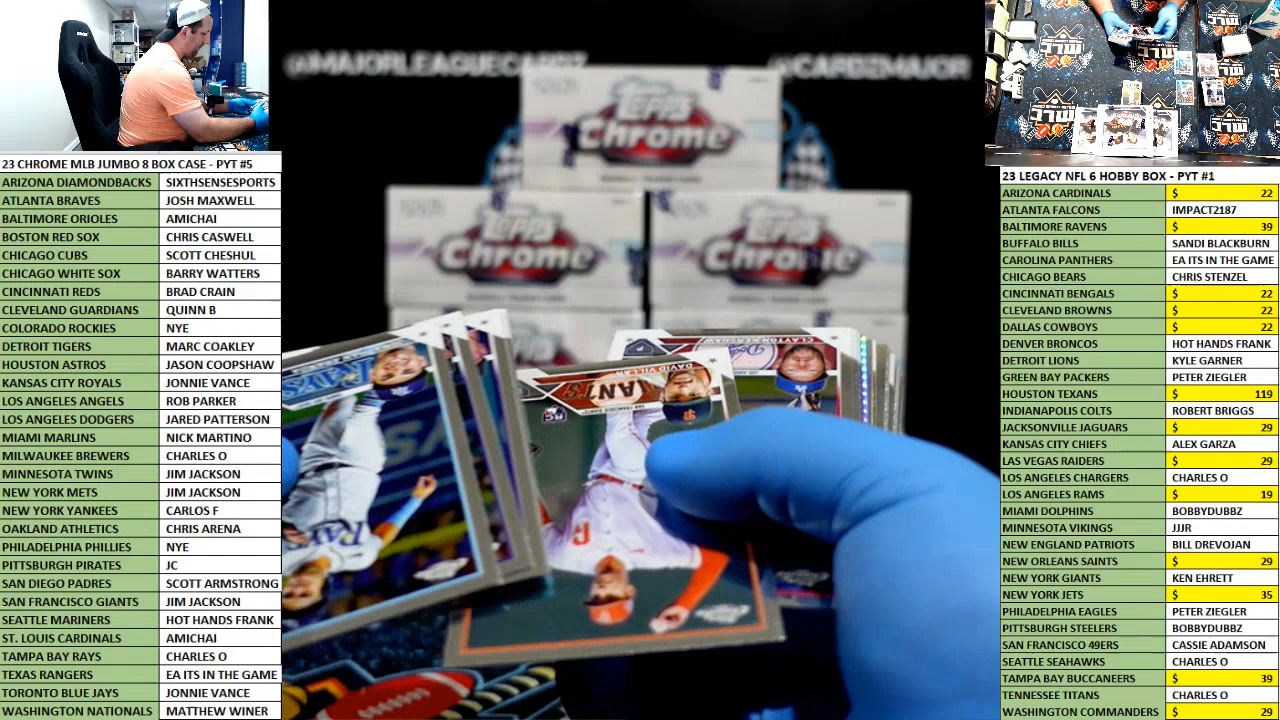 @MAJORLEAGUECARDZ
@CARDZMAJOR
Topps
Chrome
Topps
Chrome
Topps
Chrome
23 CHROME MLB JUMBO 8 BOX CASE - PYT #5
ARIZONA DIAMONDBACKS SIXTHSENSESPORTS
ATLANTA BRAVES JOSH MAXWELL
BALTIMORE ORIOLES AMICHAI
BOSTON RED SOX CHRIS CASWELL
CHICAGO CUBS SCOTT CHESHUL
CHICAGO WHITE SOX BARRY WATTERS
CINCINNATI REDS BRAD CRAIN
CLEVELAND GUARDIANS QUINN B
COLORADO ROCKIES NYE
DETROIT TIGERS MARC COAKLEY
HOUSTON ASTROS JASON COOPSHAW
KANSAS CITY ROYALS JONNIE VANCE
LOS ANGELES ANGELS ROB PARKER
LOS ANGELES DODGERS JARED PATTERSON
MIAMI MARLINS NICK MARTINO
MILWAUKEE BREWERS CHARLES O
MINNESOTA TWINS JIM JACKSON
NEW YORK METS JIM JACKSON
NEW YORK YANKEES CARLOS F
OAKLAND ATHLETICS CHRIS ARENA
PHILADELPHIA PHILLIES NYE
PITTSBURGH PIRATES JC
SAN DIEGO PADRES SCOTT ARMSTRONG
SAN FRANCISCO GIANTS JIM JACKSON
SEATTLE MARINERS HOT HANDS FRANK
ST. LOUIS CARDINALS AMICHAI
TAMPA BAY RAYS CHARLES O
TEXAS RANGERS EA ITS IN THE GAME
TORONTO BLUE JAYS JONNIE VANCE
WASHINGTON NATIONALS MATTHEW WINER
RAYS
DAVID VILLAR
SAN FRANCISCO GIANTS
RC
CLAYTON KERSHAW
Dodgers
23 LEGACY NFL 6 HOBBY BOX - PYT #1
ARIZONA CARDINALS $ 22
ATLANTA FALCONS IMPACT2187
BALTIMORE RAVENS $ 39
BUFFALO BILLS SANDI BLACKBURN
CAROLINA PANTHERS EA ITS IN THE GAME
CHICAGO BEARS CHRIS STENZEL
CINCINNATI BENGALS $ 22
CLEVELAND BROWNS $ 22
DALLAS COWBOYS $ 22
DENVER BRONCOS HOT HANDS FRANK
DETROIT LIONS KYLE GARNER
GREEN BAY PACKERS PETER ZIEGLER
HOUSTON TEXANS $ 119
INDIANAPOLIS COLTS ROBERT BRIGGS
JACKSONVILLE JAGUARS $ 29
KANSAS CITY CHIEFS ALEX GARZA
LAS VEGAS RAIDERS $ 29
LOS ANGELES CHARGERS CHARLES O
LOS ANGELES RAMS $ 19
MIAMI DOLPHINS BOBBYDUBBZ
MINNESOTA VIKINGS JJJR
NEW ENGLAND PATRIOTS BILL DREVOJAN
NEW ORLEANS SAINTS $ 29
NEW YORK GIANTS KEN EHRETT
NEW YORK JETS $ 35
PHILADELPHIA EAGLES PETER ZIEGLER
PITTSBURGH STEELERS BOBBYDUBBZ
SAN FRANCISCO 49ERS CASSIE ADAMSON
SEATTLE SEAHAWKS CHARLES O
TAMPA BAY BUCCANEERS $ 39
TENNESSEE TITANS CHARLES O
WASHINGTON COMMANDERS $ 29